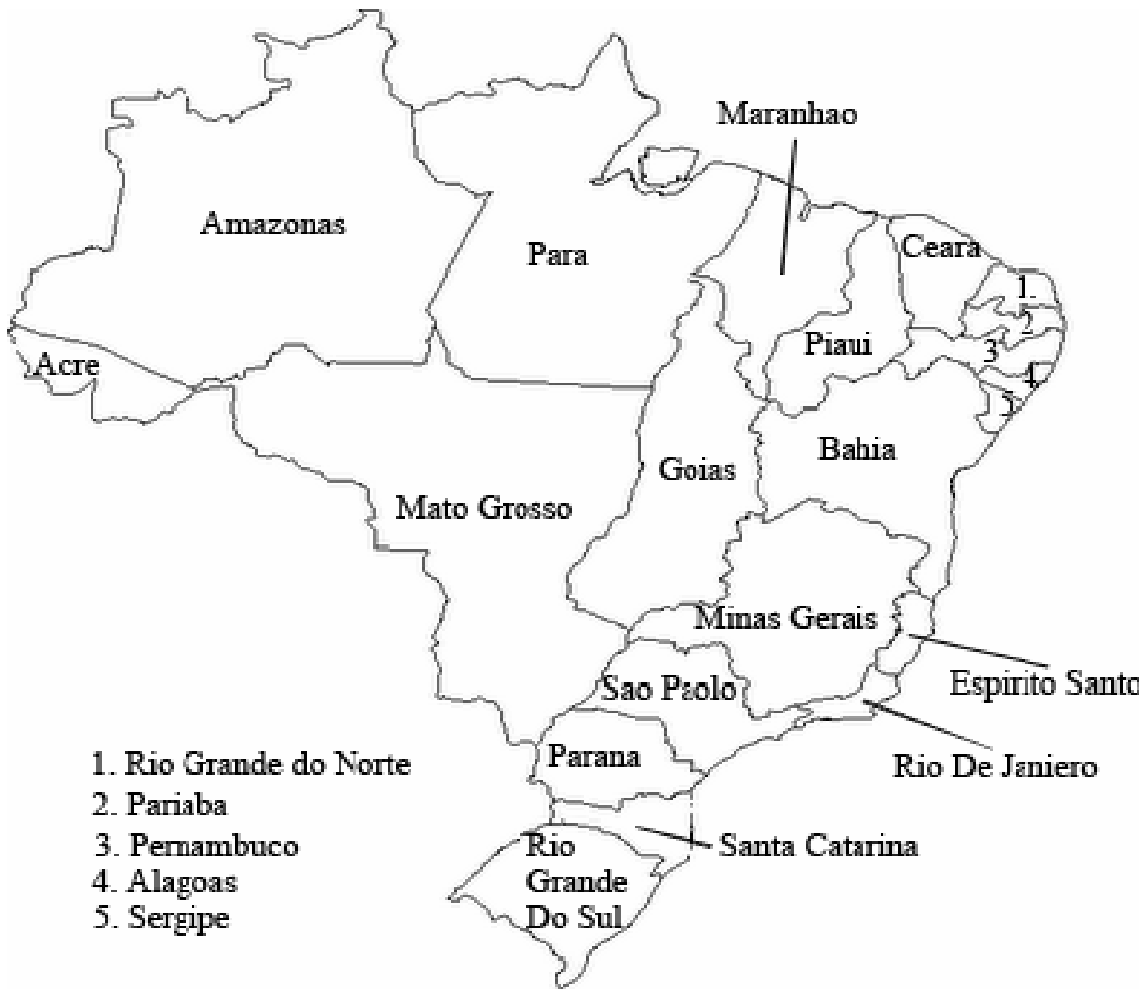 Maranhao
Amazonas
Para
Ceara
1.
2
Piaui
3
Acre
4
5
Bahia
Goias
Mato Grosso
Minas Gerais
Sao Paolo
Espirito Santo
Parana
Rio De Janiero
1. Rio Grande do Norte
2. Pariaba
3. Pernambuco
4. Alagoas
5. Sergipe
Santa Catarina
Rio
Grande
Do Sul